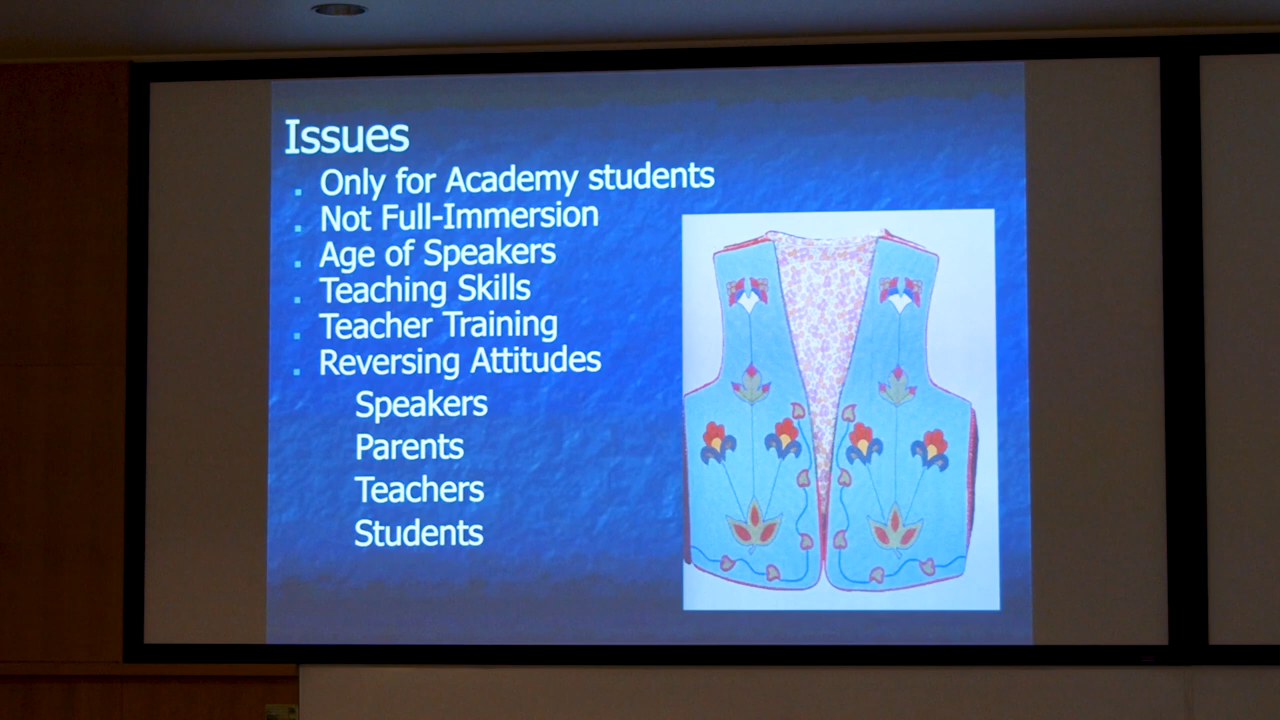 Issues
Only for Academy students
Not Full-Immersion
Age of Speakers
Teaching Skills
Teacher Training
Reversing Attitudes
Speakers
Parents
Teachers
Students